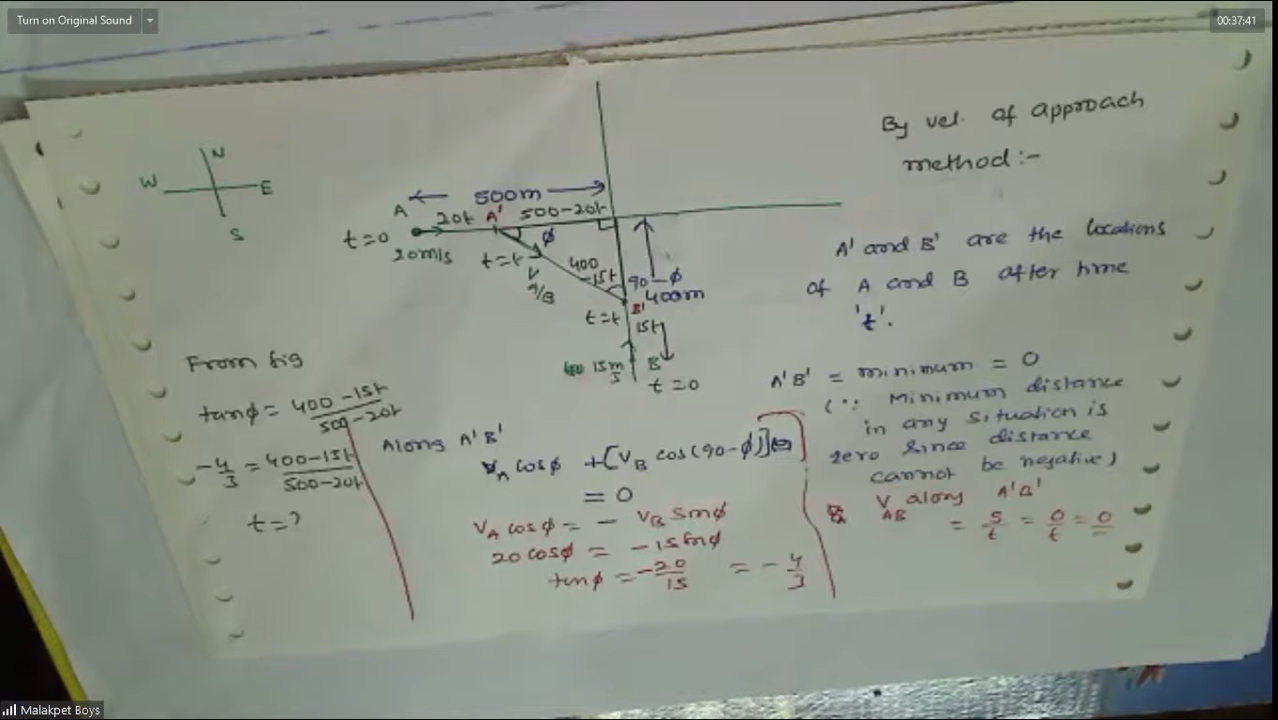 Turn on Original Sound
00:37:41
By vel. of approach
method:-
N
W
E
S
500m
A
20t
A'
500-20t
t=0
20m/s
t=t
ϕ
V
A/B
400
-15t
90-ϕ
400m
B'
t=t
15t
15 m/s
B
t=0
A' and B' are the locations
of A and B after time
't'.
From fig
tanϕ = 400-15t / 500-20t
-4/3 = 400-15t / 500-20t
t=?
Along A'B'
V_A cosϕ + [V_B cos(90-ϕ)]
= 0
V_A cosϕ = - V_B sinϕ
20 cosϕ = -15 sinϕ
tanϕ = -20/15 = -4/3
A'B' = minimum = 0
(∵ Minimum distance
in any situation is
zero since distance
cannot be negative)
V_AB along A'B'
= s/t = 0/t = 0
Malakpet Boys